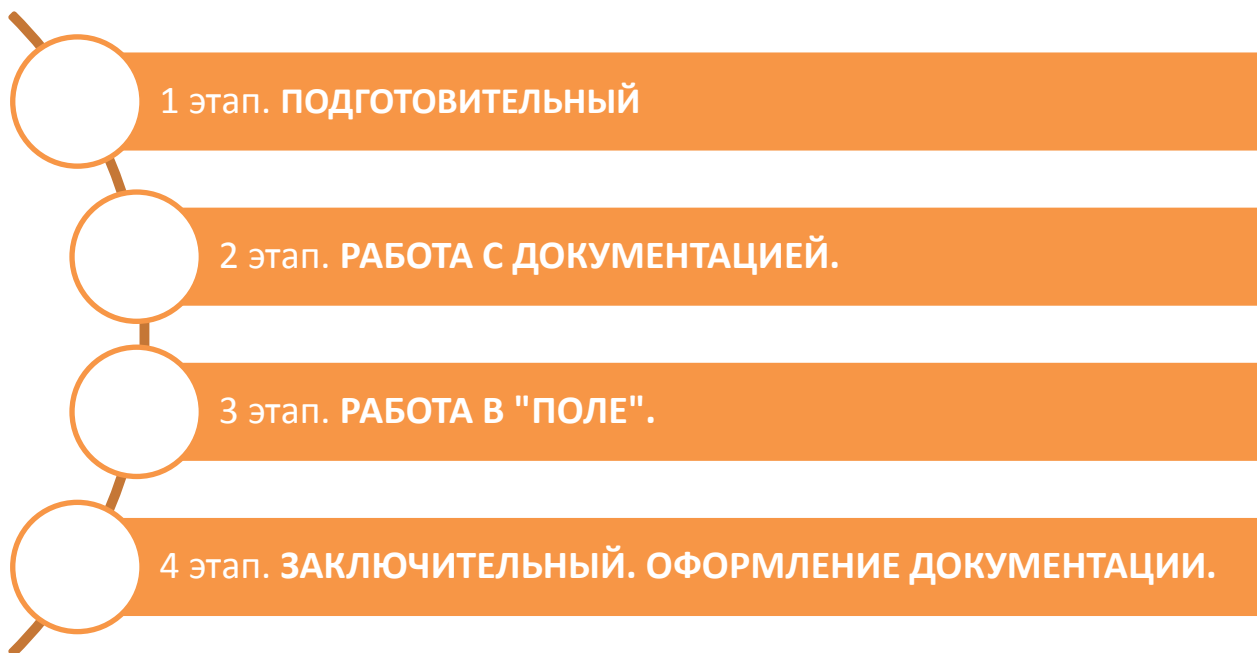 1 этап. ПОДГОТОВИТЕЛЬНЫЙ
2 этап. РАБОТА С ДОКУМЕНТАЦИЕЙ.
3 этап. РАБОТА В "ПОЛЕ".
4 этап. ЗАКЛЮЧИТЕЛЬНЫЙ. ОФОРМЛЕНИЕ ДОКУМЕНТАЦИИ.